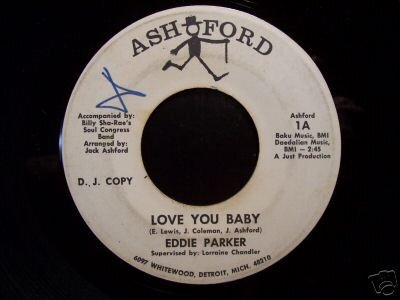 ASHFORD
Accompanied by:
Billy Sha-Rae's
Soul Congress
Band
Arranged by:
Jack Ashford
D. J. COPY
Ashford
1A
Baku Music, BMI
Daedalian Music,
BMI - 2:45
A Just Production
LOVE YOU BABY
(E. Lewis, J. Coleman, J. Ashford)
EDDIE PARKER
Supervised by: Lorraine Chandler
6097 WHITEWOOD, DETROIT, MICH. 48210